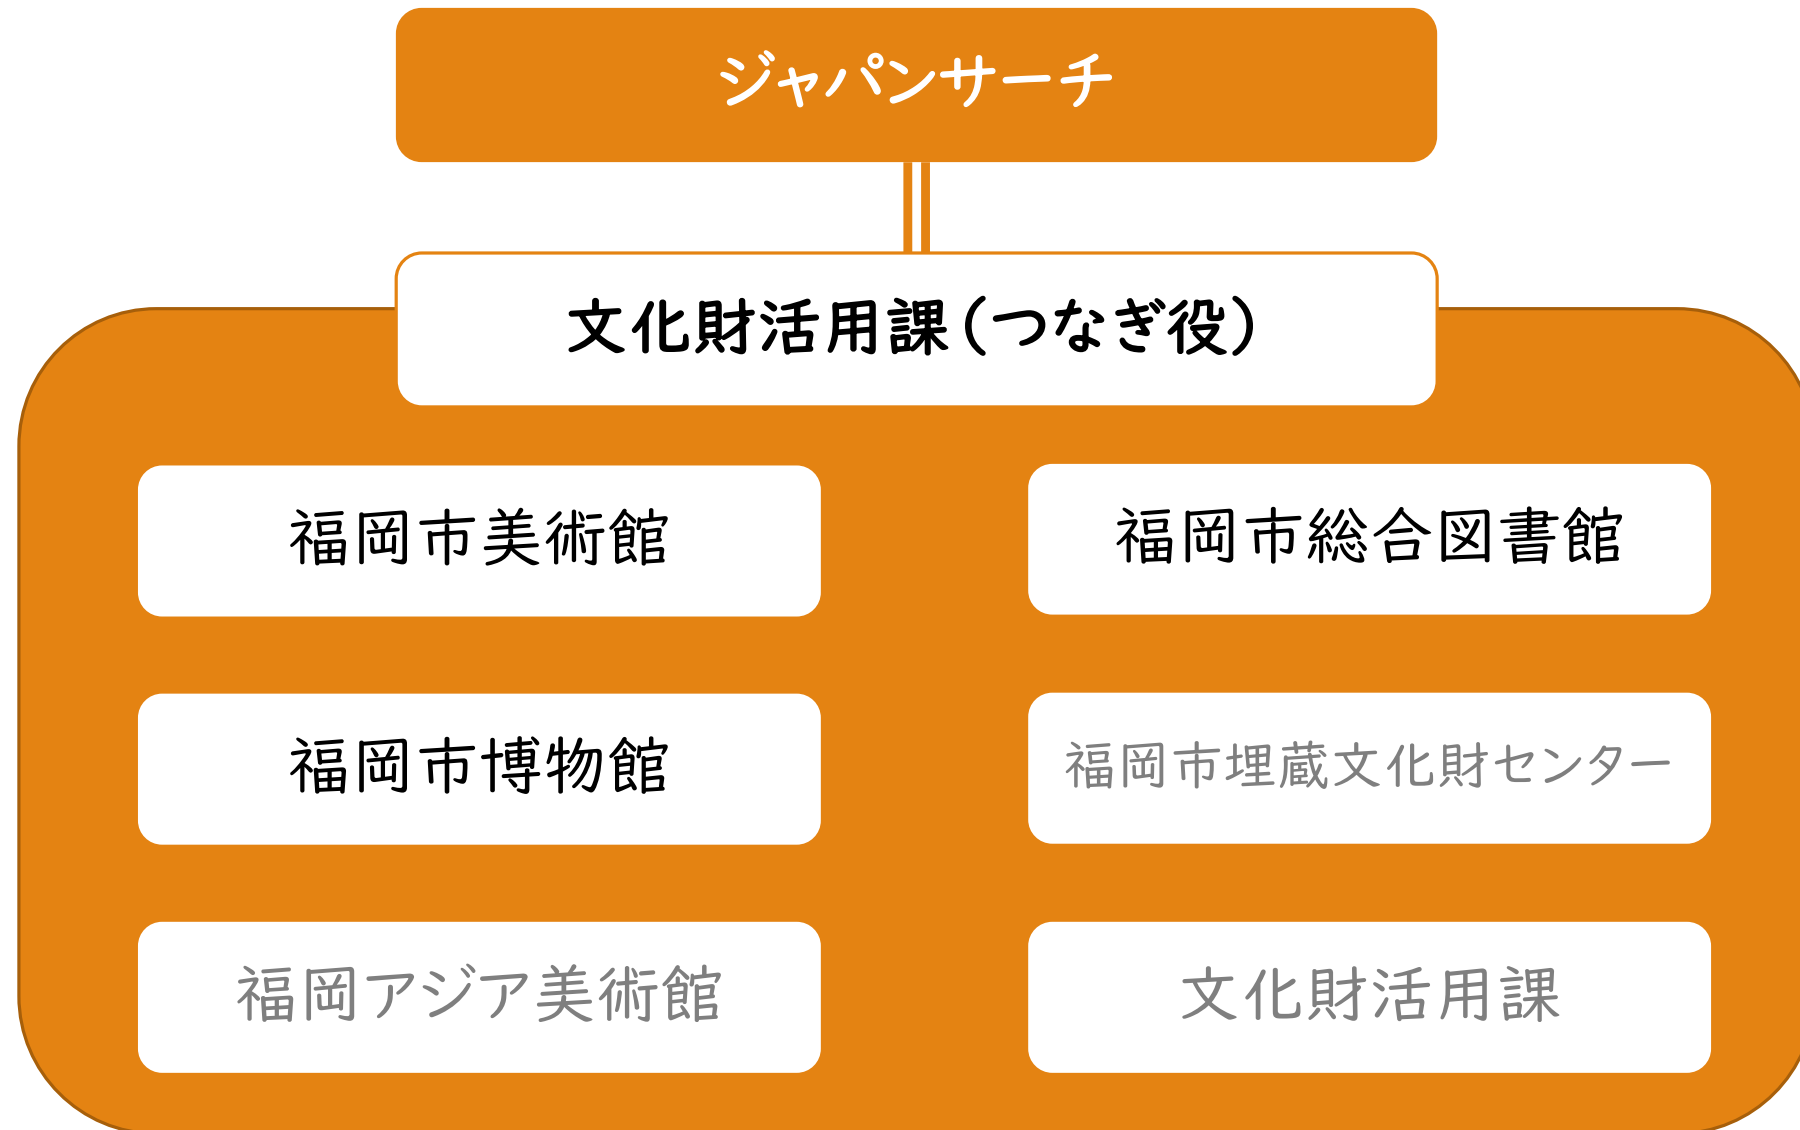 ジャパンサーチ
文化財活用課（つなぎ役）
福岡市美術館
福岡市総合図書館
福岡市博物館
福岡市埋蔵文化財センター
福岡アジア美術館
文化財活用課